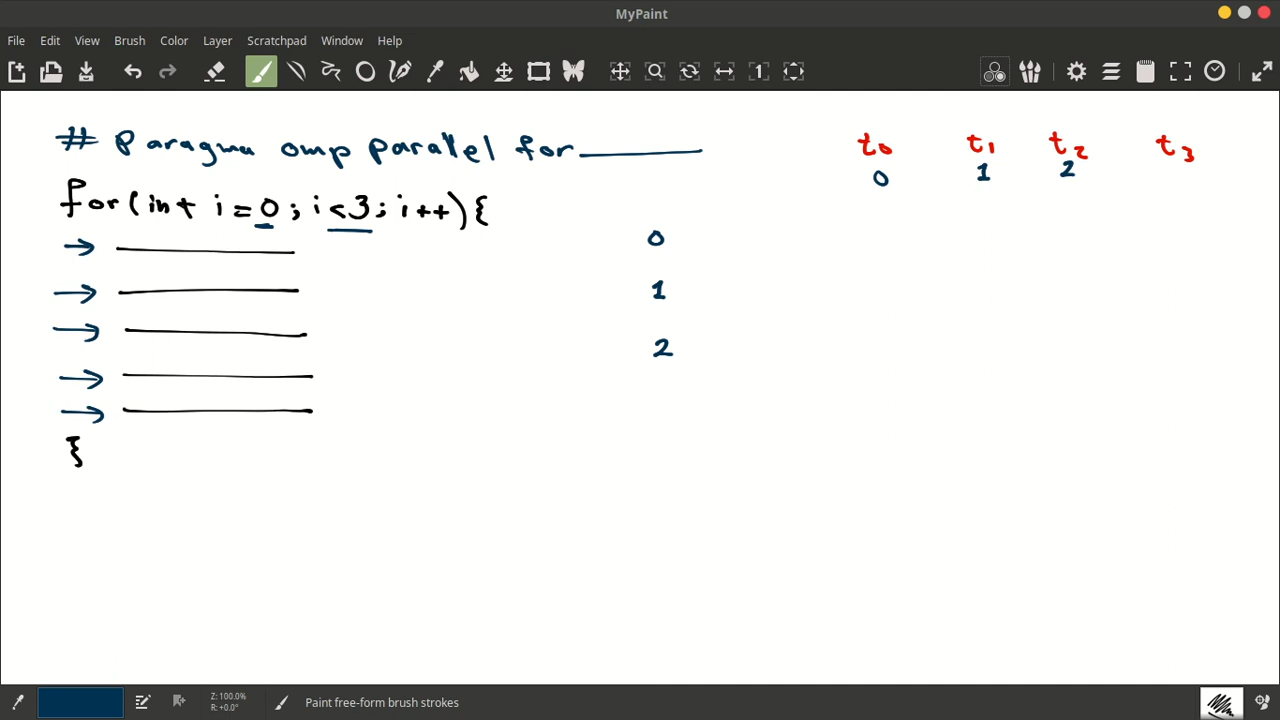 MyPaint
File Edit View Brush Color Layer Scratchpad Window Help
# Paragma omp parallel for
t0 t1 t2 t3
0 1 2
for(int i=0; i<3; i++){
0
1
2
}
Z: 100.0%
R: +0.0°
Paint free-form brush strokes